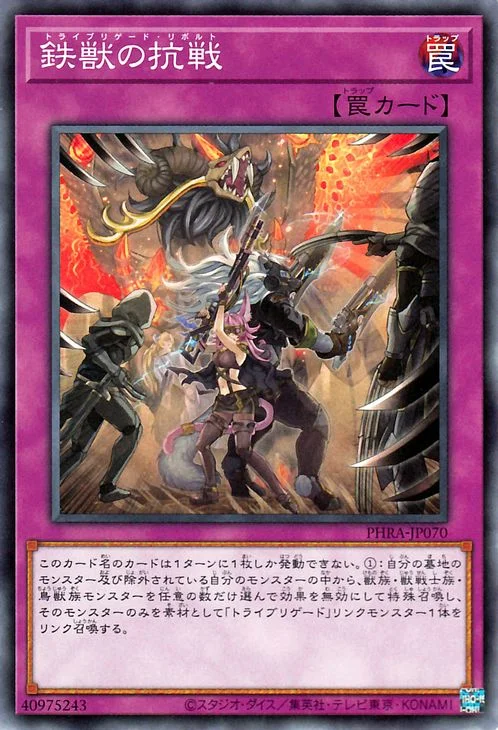 トライブリゲード・リボルト
鉄獣の抗戦
トラップ
罠
トラップ
【罠カード】
PHRA-JP070
このカード名のカードは1ターンに1枚しか発動できない。①:自分の墓地の
モンスター及び除外されている自分のモンスターの中から、獣族・獣戦士族・
鳥獣族モンスターを任意の数だけ選んで効果を無効にして特殊召喚し、
そのモンスターのみを素材として「トライブリゲード」リンクモンスター1体を
リンク召喚する。
40975243
©スタジオ・ダイス/集英社・テレビ東京・KONAMI